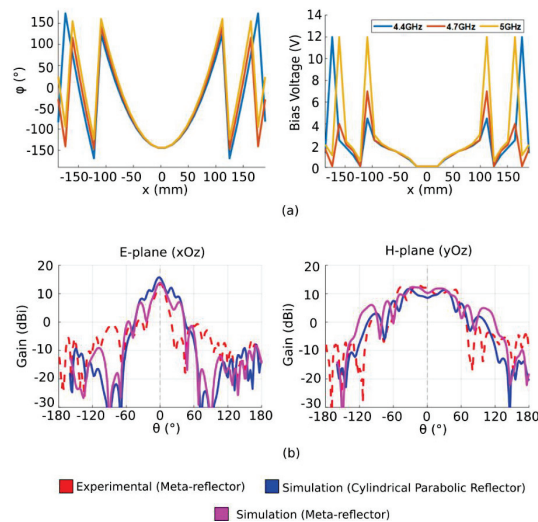 150
100
50
0
-50
-100
-150
φ (°)
-150 -100 -50 0 50 100 150
x (mm)
14
12
10
8
6
4
2
0
Bias Voltage (V)
4.4GHz 4.7GHz 5GHz
-150 -100 -50 0 50 100 150
x (mm)
(a)
E-plane (xOz)
20
10
0
-10
-20
-30
Gain (dBi)
-180 -120 -60 0 60 120 180
θ (°)
H-plane (yOz)
20
10
0
-10
-20
-30
Gain (dBi)
-180 -120 -60 0 60 120 180
θ (°)
(b)
Experimental (Meta-reflector)
Simulation (Cylindrical Parabolic Reflector)
Simulation (Meta-reflector)